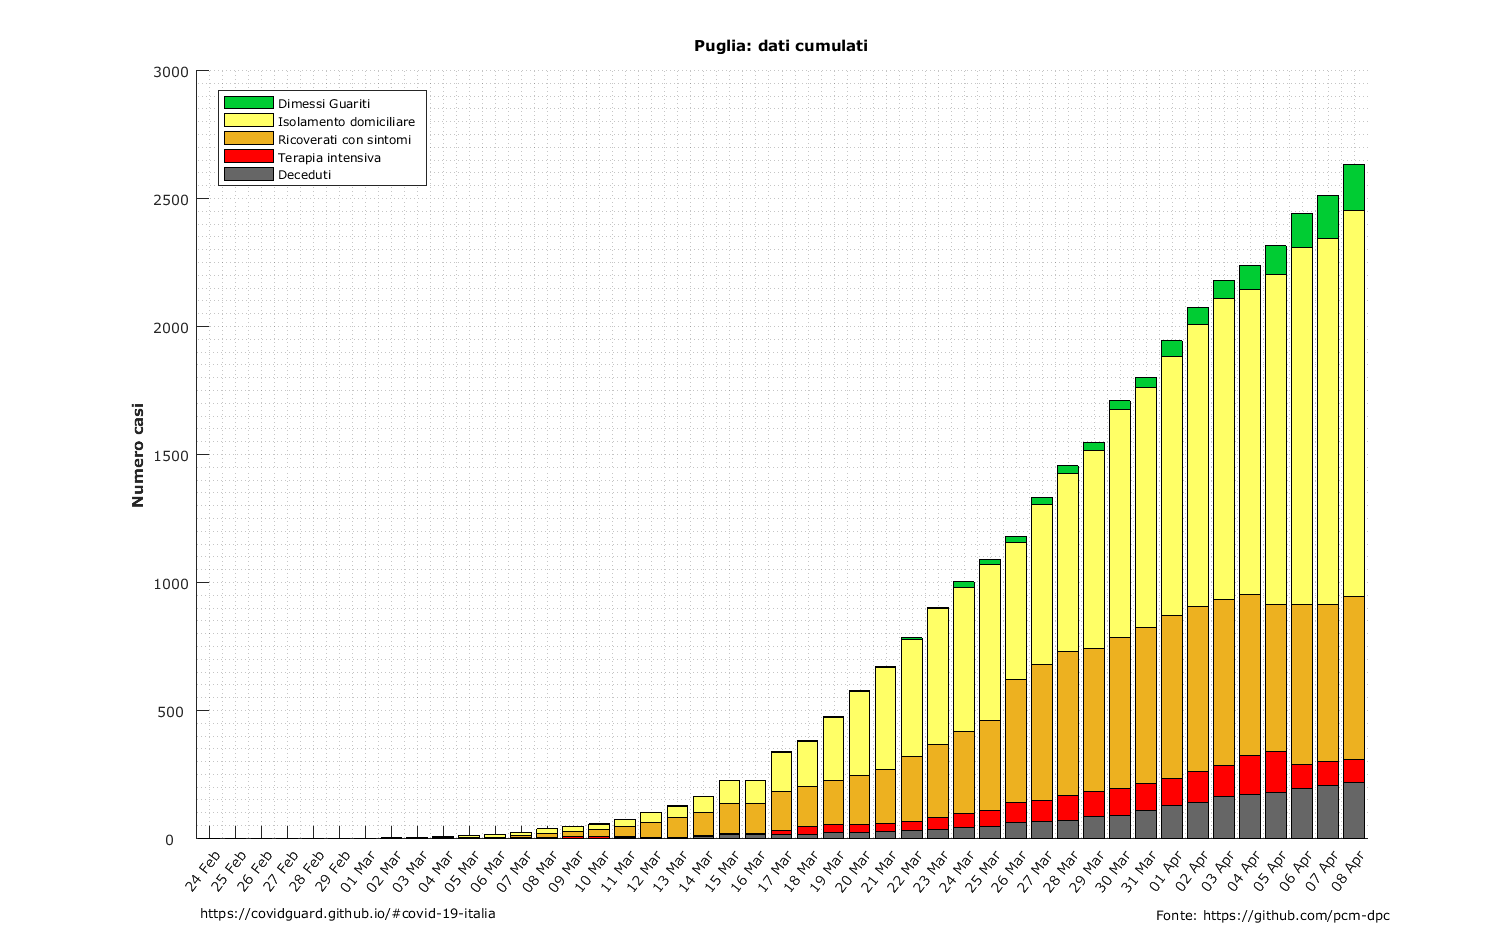 Puglia: dati cumulati
3000
2500
2000
1500
1000
500
0
Numero casi
Dimessi Guariti
Isolamento domiciliare
Ricoverati con sintomi
Terapia intensiva
Deceduti
24 Feb
25 Feb
26 Feb
27 Feb
28 Feb
29 Feb
01 Mar
02 Mar
03 Mar
04 Mar
05 Mar
06 Mar
07 Mar
08 Mar
09 Mar
10 Mar
11 Mar
12 Mar
13 Mar
14 Mar
15 Mar
16 Mar
17 Mar
18 Mar
19 Mar
20 Mar
21 Mar
22 Mar
23 Mar
24 Mar
25 Mar
26 Mar
27 Mar
28 Mar
29 Mar
30 Mar
31 Mar
01 Apr
02 Apr
03 Apr
04 Apr
05 Apr
06 Apr
07 Apr
08 Apr
https://covidguard.github.io/#covid-19-italia
Fonte: https://github.com/pcm-dpc